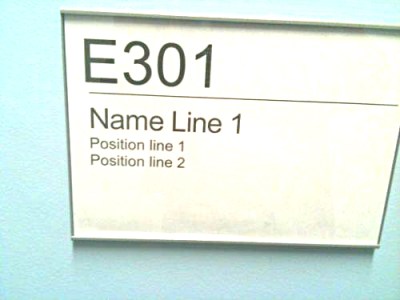 E301
Name Line 1
Position line 1
Position line 2